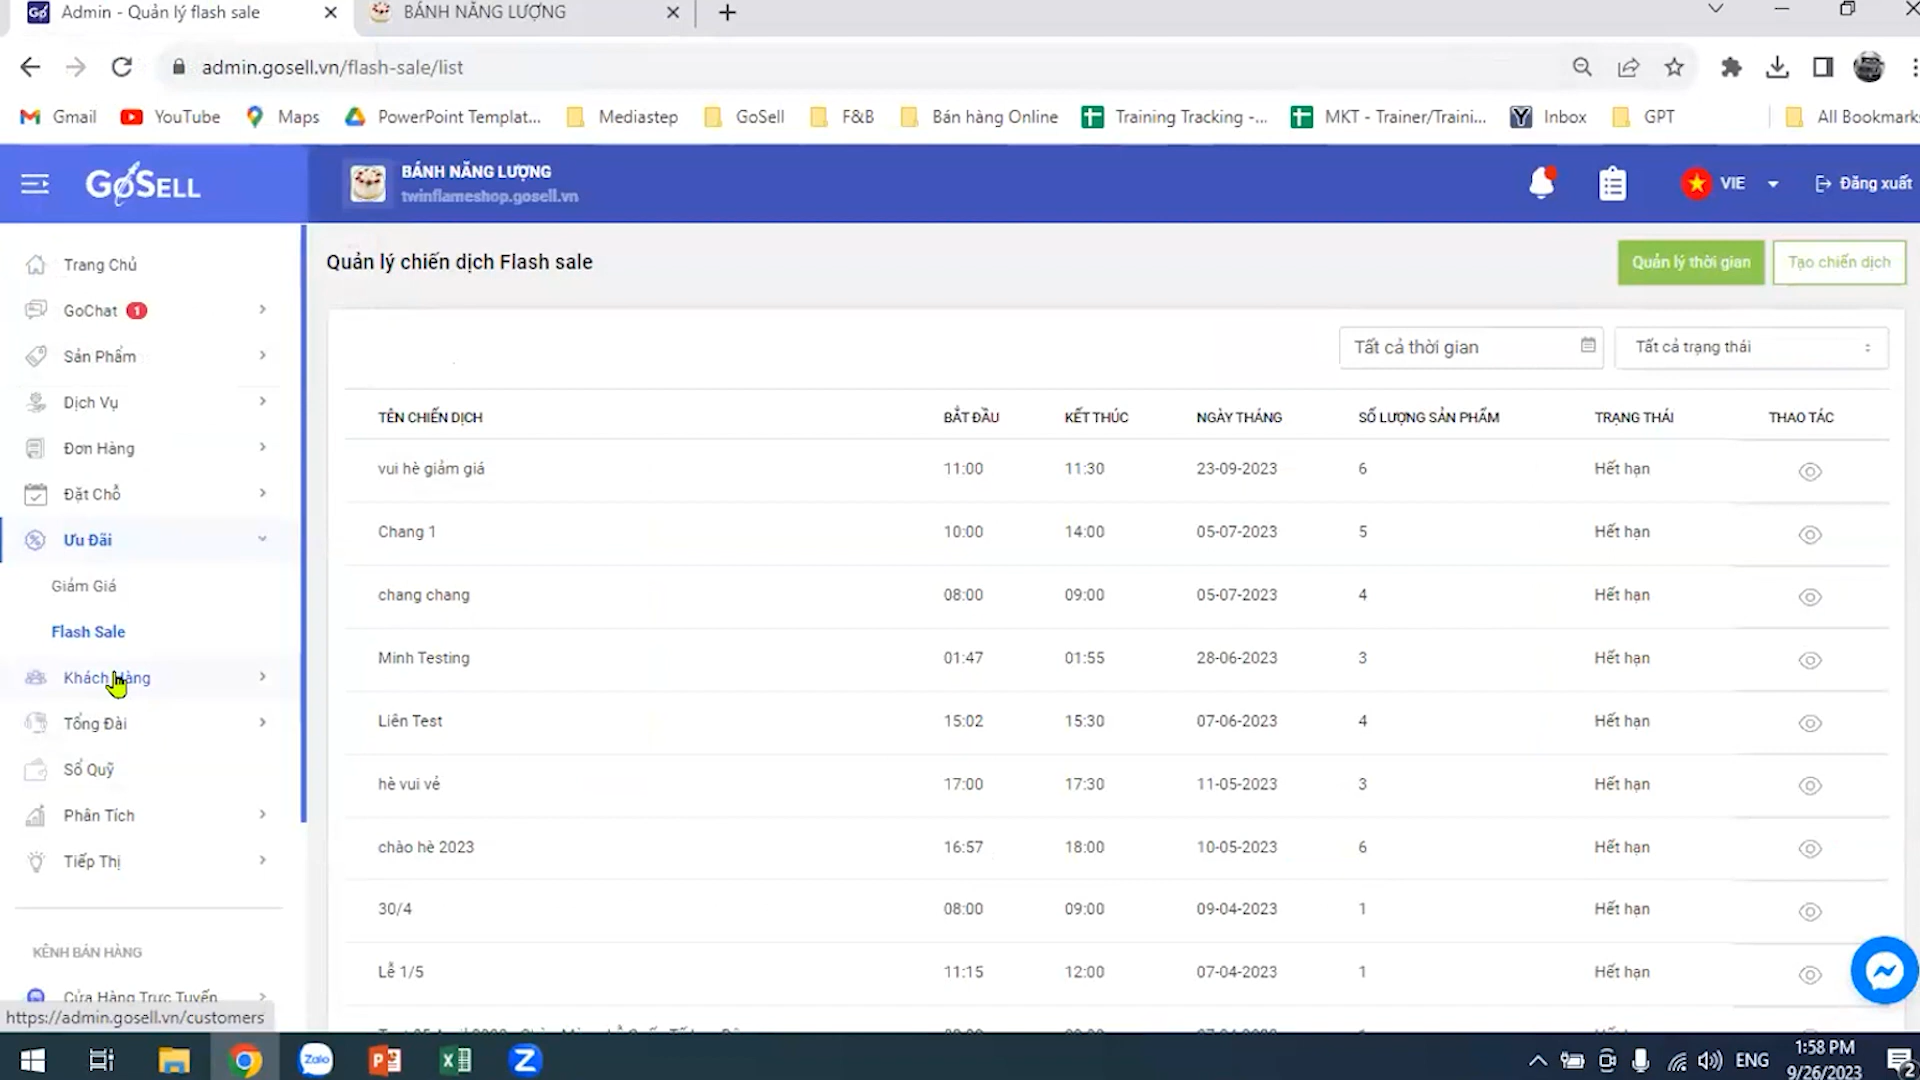 Admin - Quản lý flash sale
BÁNH NĂNG LƯỢNG
admin.gosell.vn/flash-sale/list
Gmail YouTube Maps PowerPoint Templat... Mediastep GoSell F&B Bán hàng Online Training Tracking -... MKT - Trainer/Traini... Inbox GPT All Bookmarks
GoSELL
BÁNH NĂNG LƯỢNG
twinflameshop.gosell.vn
VIE
Đăng xuất
Trang Chủ
GoChat 1
Sản Phẩm
Dịch Vụ
Đơn Hàng
Đặt Chỗ
Ưu Đãi
Giảm Giá
Flash Sale
Khách Hàng
Tổng Đài
Sổ Quỹ
Phân Tích
Tiếp Thị
KÊNH BÁN HÀNG
Cửa Hàng Trực Tuyến
https://admin.gosell.vn/customers
Quản lý chiến dịch Flash sale
Quản lý thời gian
Tạo chiến dịch
Tất cả thời gian
Tất cả trạng thái
TÊN CHIẾN DỊCH BẮT ĐẦU KẾT THÚC NGÀY THÁNG SỐ LƯỢNG SẢN PHẨM TRẠNG THÁI THAO TÁC
vui hè giảm giá 11:00 11:30 23-09-2023 6 Hết hạn
Chang 1 10:00 14:00 05-07-2023 5 Hết hạn
chang chang 08:00 09:00 05-07-2023 4 Hết hạn
Minh Testing 01:47 01:55 28-06-2023 3 Hết hạn
Liên Test 15:02 15:30 07-06-2023 4 Hết hạn
hè vui vẻ 17:00 17:30 11-05-2023 3 Hết hạn
chào hè 2023 16:57 18:00 10-05-2023 6 Hết hạn
30/4 08:00 09:00 09-04-2023 1 Hết hạn
Lễ 1/5 11:15 12:00 07-04-2023 1 Hết hạn
Zalo
ENG
1:58 PM
9/26/2023
2